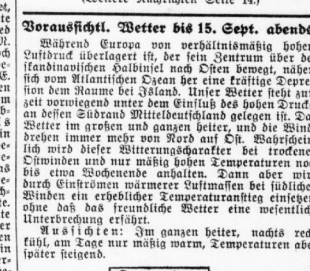 Voraussichtl. Wetter bis 15. Sept. abends
Während Europa von verhältnismäßig hohem
Luftdruck überlagert ist, der sein Zentrum über der
skandinavischen Halbinsel nach Osten bewegt, nähert
sich vom Atlantischen Ozean her eine kräftige Depres-
sion dem Raume bei Island. Unser Wetter steht zur-
zeit vorwiegend unter dem Einfluß des hohen Drucks,
an dessen Südrand Mitteldeutschland gelegen ist. Das
Wetter im großen und ganzen heiter, und die Winde
drehen immer mehr von Nord auf Ost. Wahrschein-
lich wird dieser Witterungscharakter bei trockenen
Ostwinden und nur mäßig hohen Temperaturen noch
bis etwa Wochenende anhalten. Dann aber wird
durch Einströmen wärmerer Luftmassen bei südlichen
Winden ein erheblicher Temperaturanstieg einsetzen,
ohne daß das freundliche Wetter eine wesentliche
Unterbrechung erfährt.
Aussichten: Im ganzen heiter, nachts recht
kühl, am Tage nur mäßig warm, Temperaturen aber
später steigend.